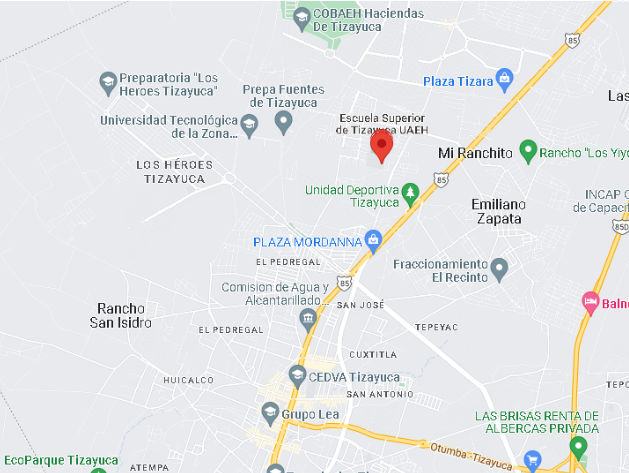 COBAEH Haciendas
De Tizayuca
85
Preparatoria "Los
Heroes Tizayuca"
Plaza Tizara
Prepa Fuentes
de Tizayuca
Las
Universidad Tecnológica
de la Zona...
Escuela Superior
de Tizayuca UAEH
Mi Ranchito
Rancho "Los Yiyo
LOS HÉROES
TIZAYUCA
85
Unidad Deportiva
Tizayuca
INCAP C
de Capacit
Emiliano
Zapata
85D
PLAZA MORDANNA
EL PEDREGAL
Fraccionamiento
El Recinto
85
Comision de Agua y
Alcantarillado...
SAN JOSÉ
Balne
Rancho
San Isidro
EL PEDREGAL
TEPEYAC
CUXTITLA
HUICALCO
CEDVA Tizayuca
SAN ANTONIO
TEPO
Grupo Lea
LAS BRISAS RENTA DE
ALBERCAS PRIVADA
Otumba-Tizayuca
EcoParque Tizayuca
ATEMPA